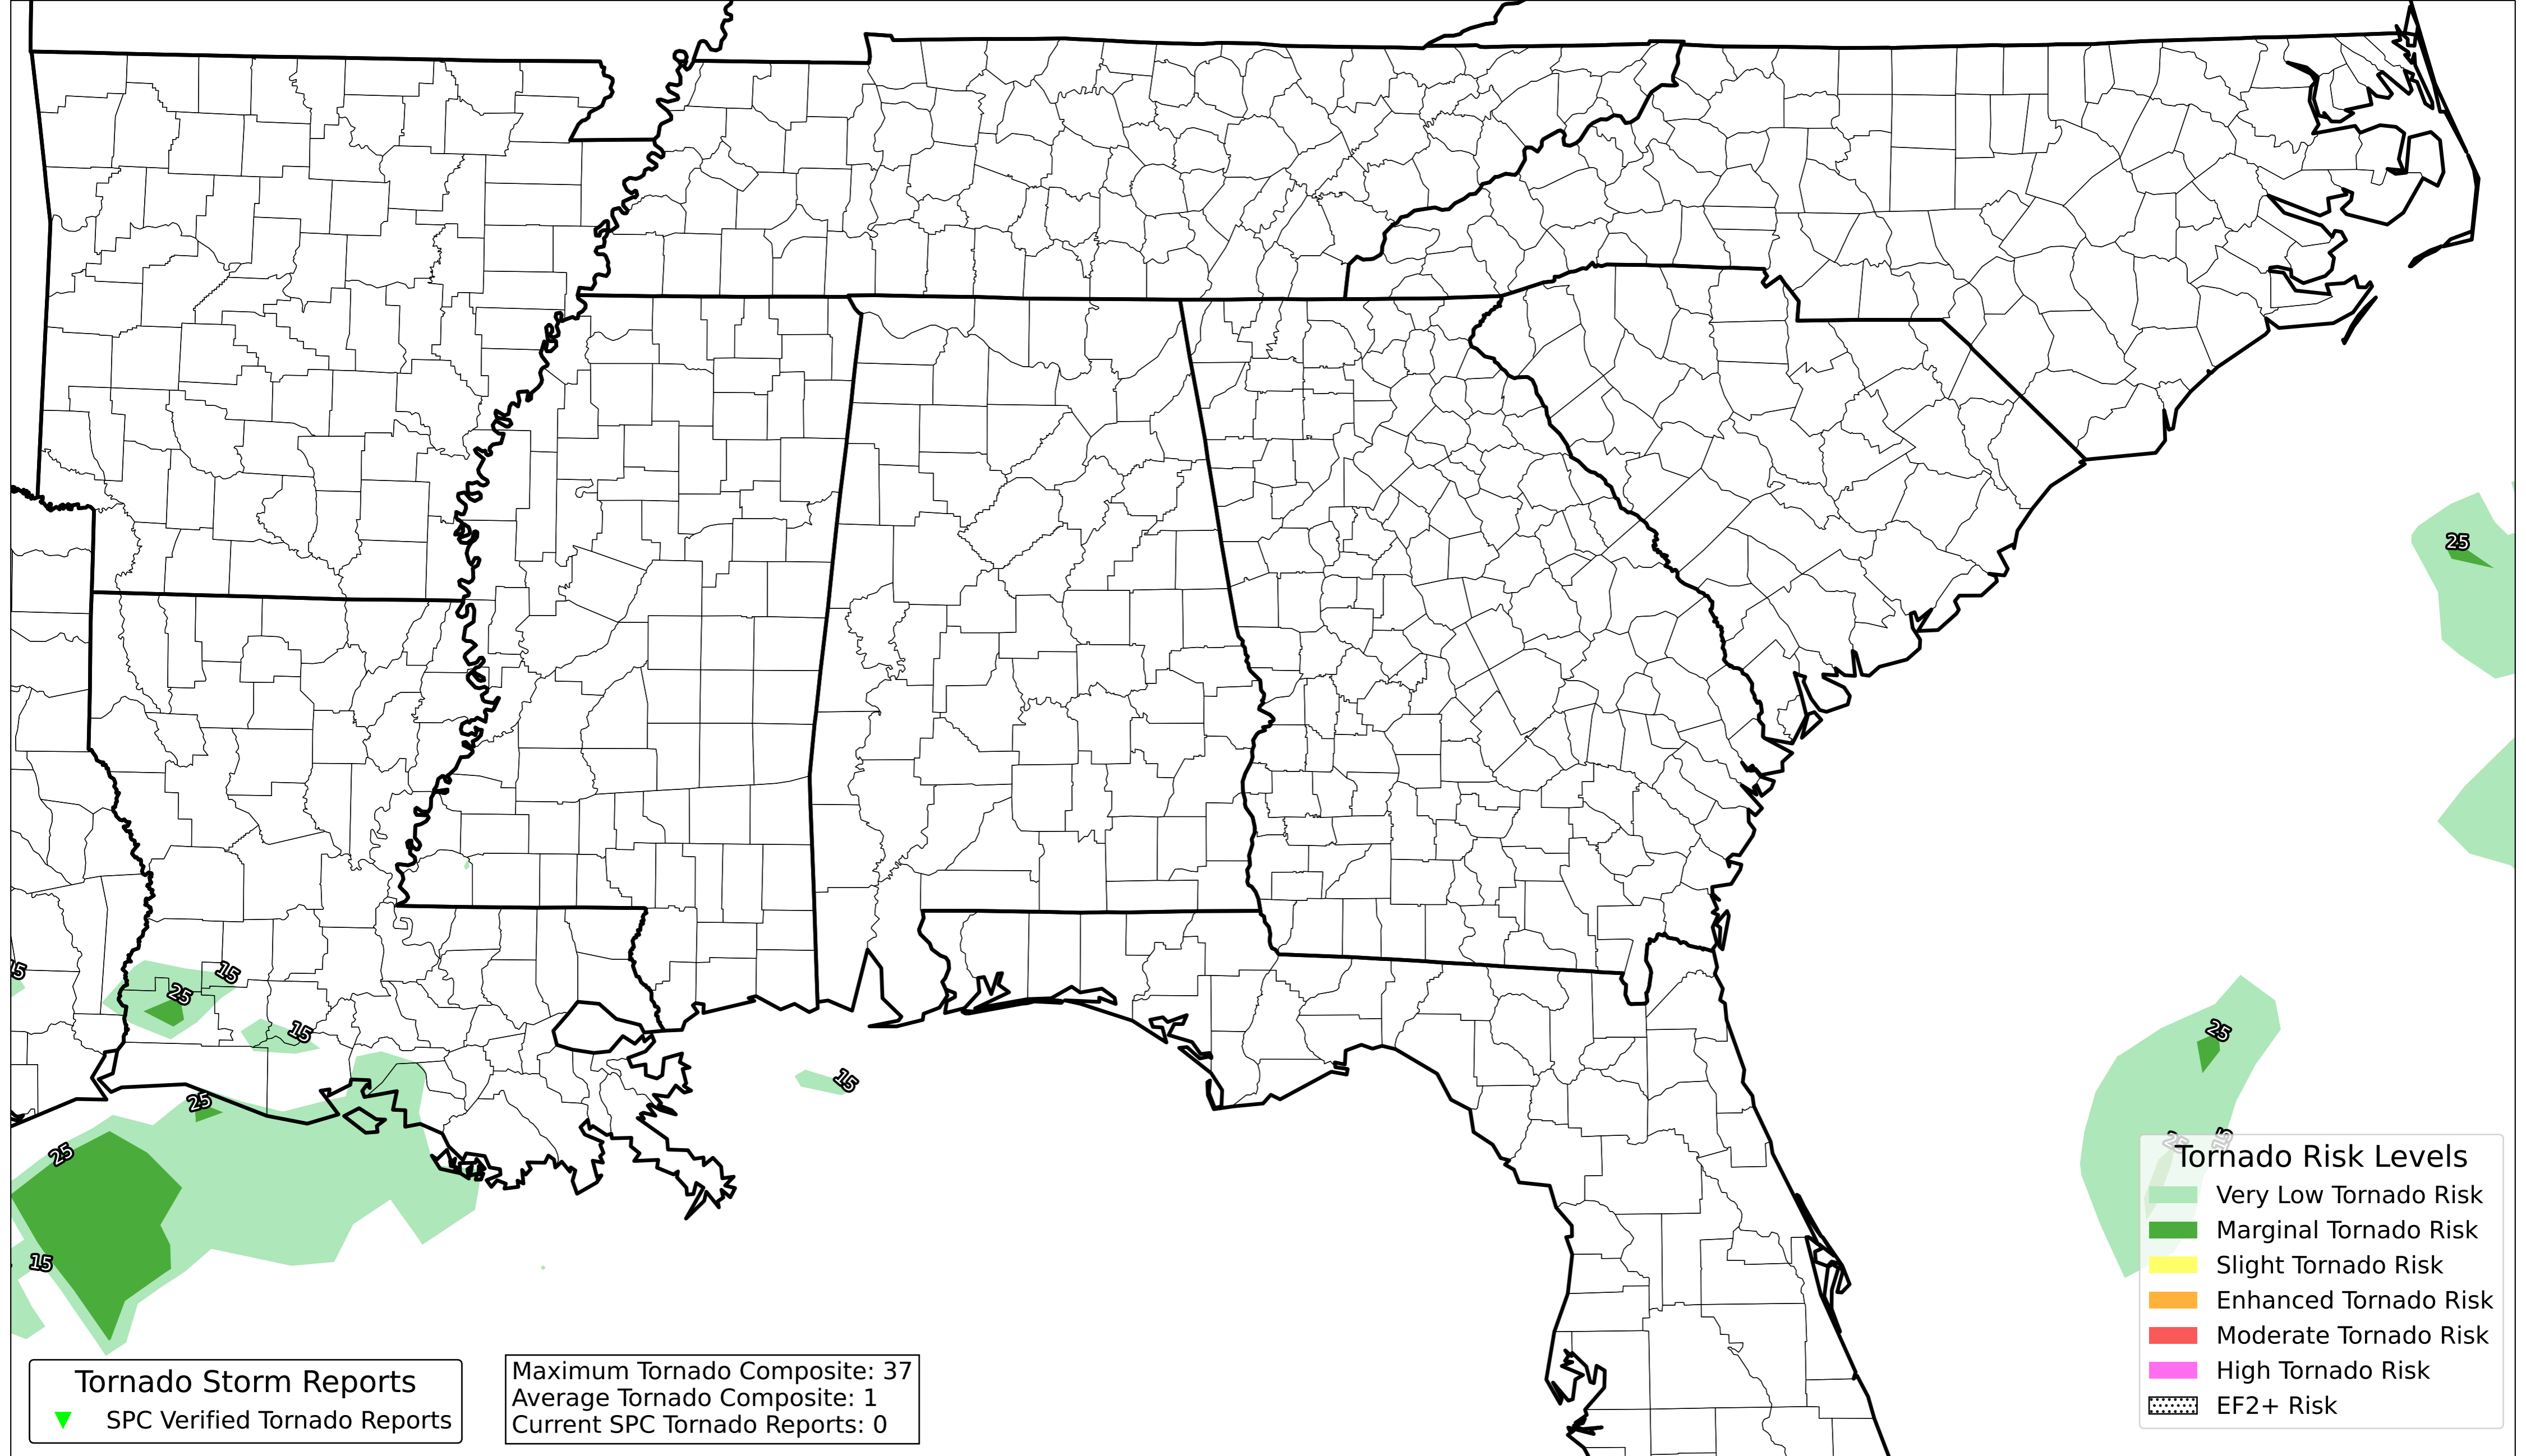 25
15
15
25
15
25
15
25
25
25
15
15
Tornado Risk Levels
Very Low Tornado Risk
Marginal Tornado Risk
Slight Tornado Risk
Enhanced Tornado Risk
Moderate Tornado Risk
High Tornado Risk
EF2+ Risk
Tornado Storm Reports
SPC Verified Tornado Reports
Maximum Tornado Composite: 37
Average Tornado Composite: 1
Current SPC Tornado Reports: 0